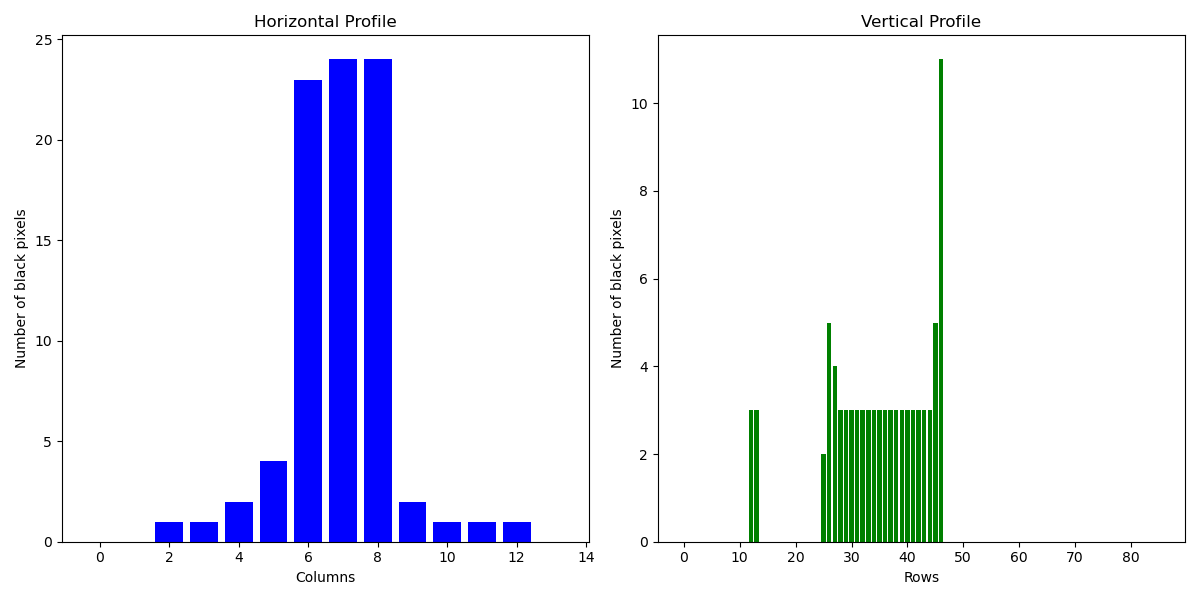 Horizontal Profile
Number of black pixels
25
20
15
10
5
0
0 2 4 6 8 10 12 14
Columns
Vertical Profile
Number of black pixels
10
8
6
4
2
0
0 10 20 30 40 50 60 70 80
Rows